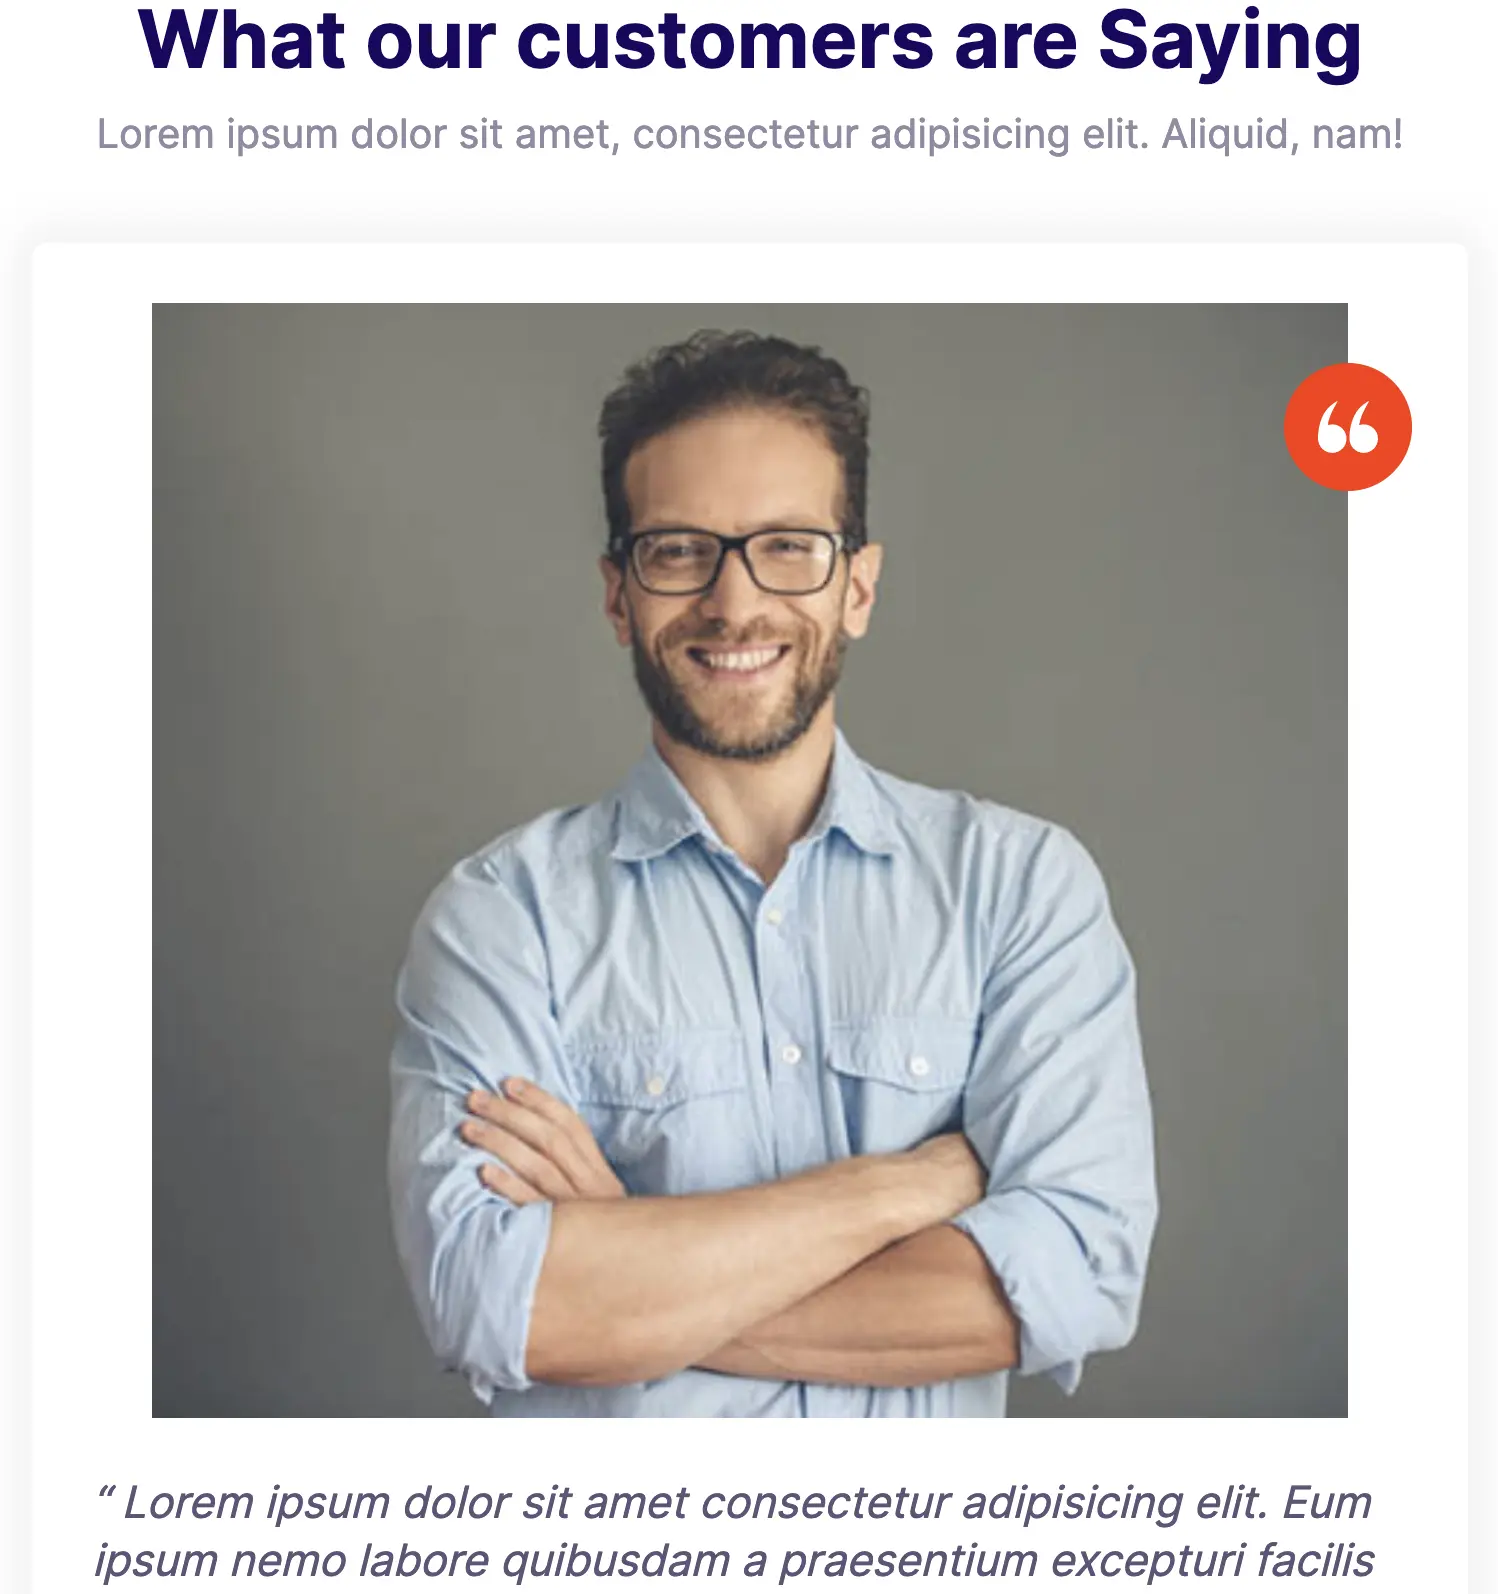 What our customers are Saying
Lorem ipsum dolor sit amet, consectetur adipisicing elit. Aliquid, nam!
“ Lorem ipsum dolor sit amet consectetur adipisicing elit. Eum
ipsum nemo labore quibusdam a praesentium excepturi facilis